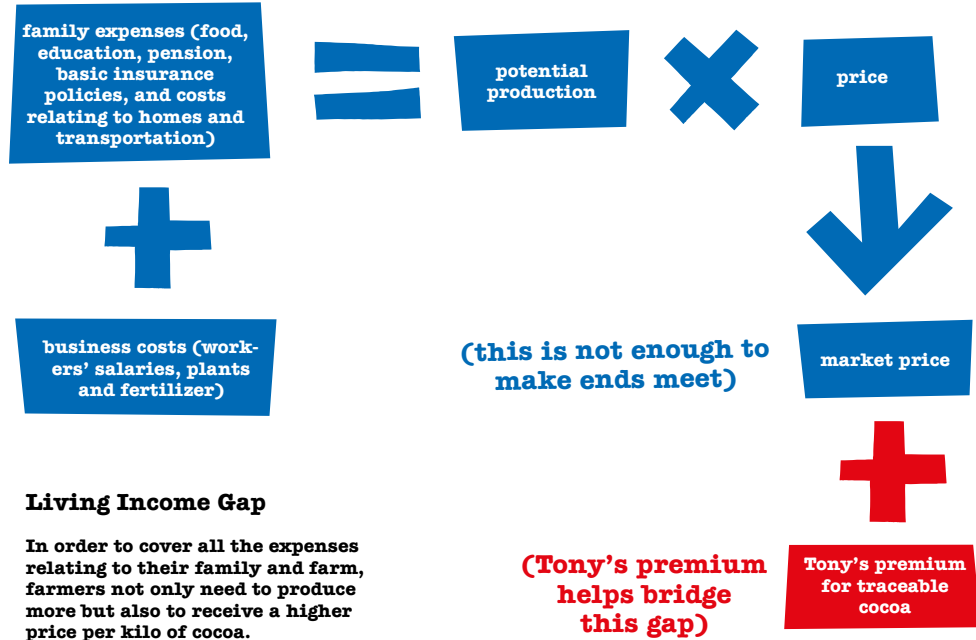 family expenses (food,
education, pension,
basic insurance
policies, and costs
relating to homes and
transportation)
potential
production
price
business costs (work-
ers' salaries, plants
and fertilizer)
(this is not enough to
make ends meet)
market price
Living Income Gap
In order to cover all the expenses
relating to their family and farm,
farmers not only need to produce
more but also to receive a higher
price per kilo of cocoa.
(Tony's premium
helps bridge
this gap)
Tony's premium
for traceable
cocoa